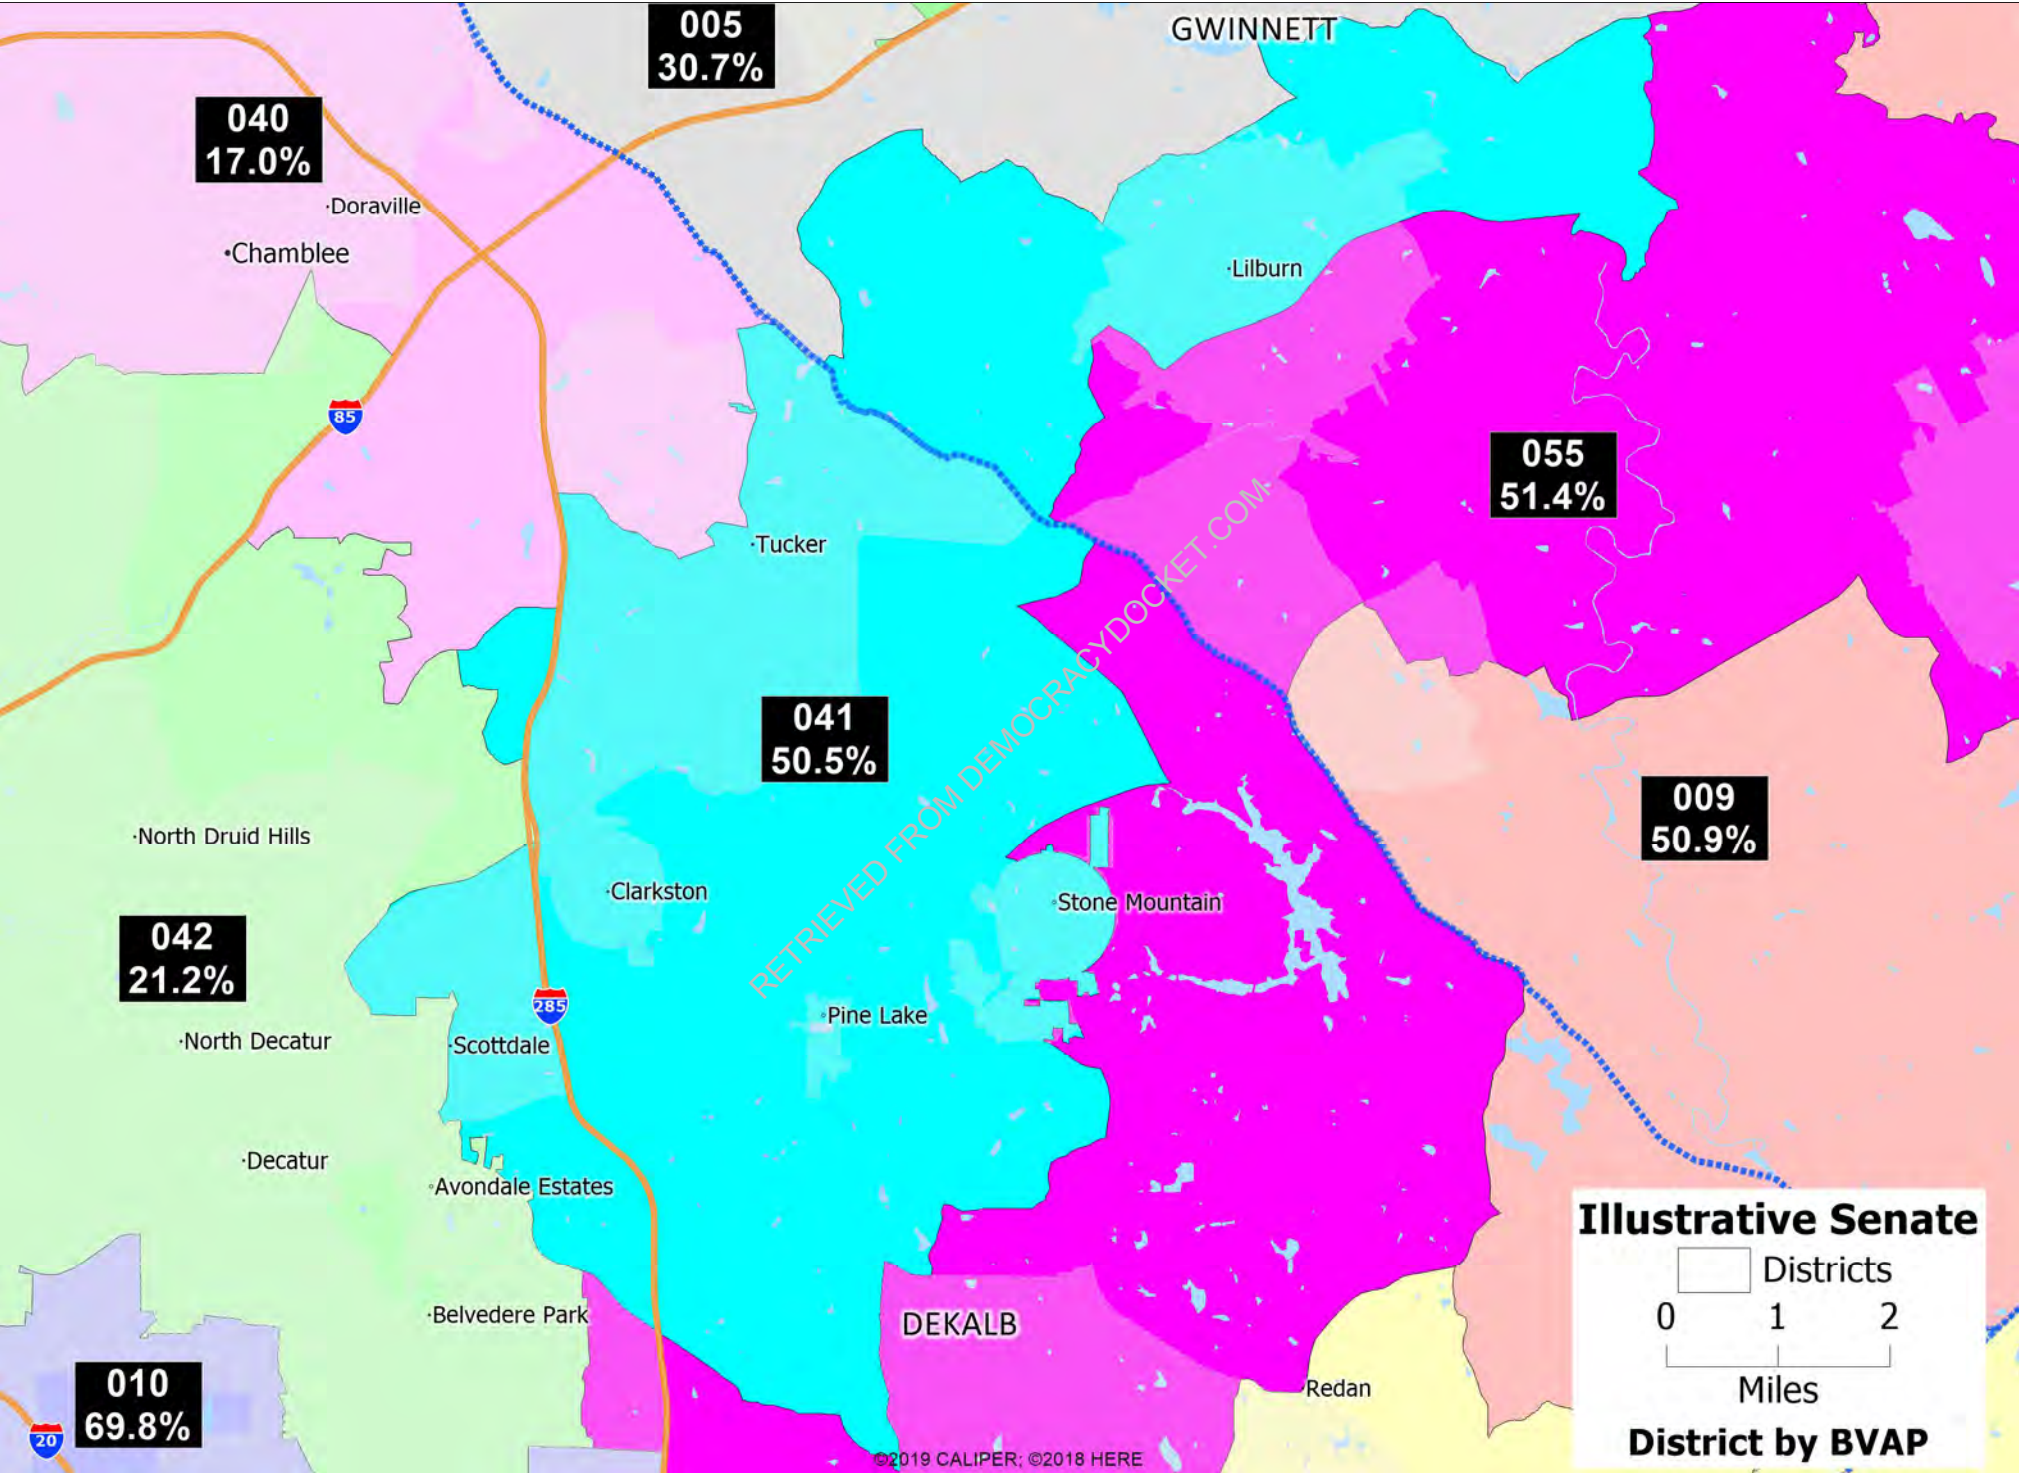 005
30.7%
GWINNETT
040
17.0%
Doraville
Chamblee
Lilburn
85
055
51.4%
Tucker
RETRIEVED FROM DEMOCRACYDOCKET.COM
041
50.5%
009
50.9%
North Druid Hills
Clarkston
Stone Mountain
042
21.2%
285
Pine Lake
North Decatur
Scottdale
Decatur
Avondale Estates
Illustrative Senate
Districts
0 1 2
Miles
District by BVAP
Belvedere Park
DEKALB
010
69.8%
Redan
20
©2019 CALIPER; ©2018 HERE